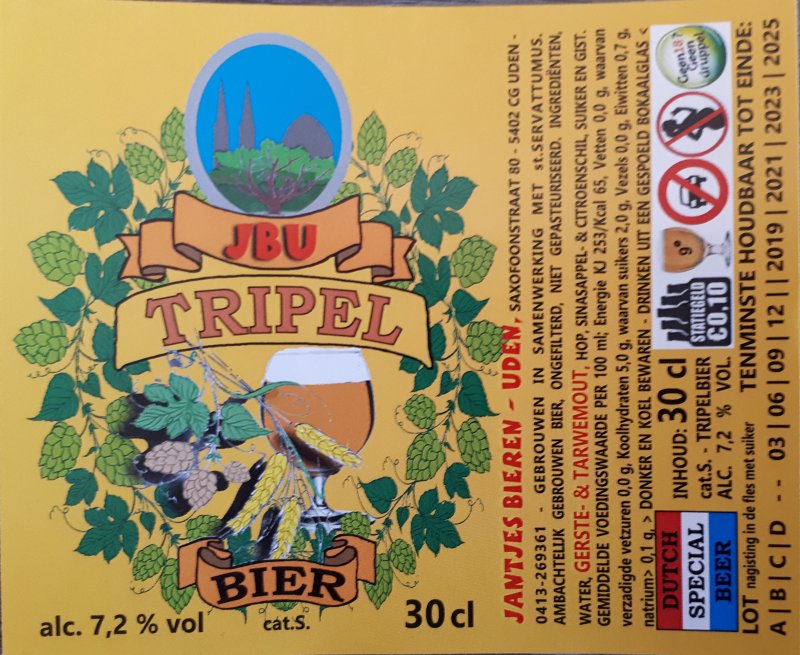 JBU
TRIPEL
BIER
alc. 7,2 % vol
cat.S.
30 cl
JANTJES BIEREN - UDEN, SAXOFOONSTRAAT 80 - 5402 CG UDEN -
0413-269361 - GEBROUWEN IN SAMENWERKING MET st.SERVATTUMUS.
AMBACHTELIJK GEBROUWEN BIER, ONGEFILTERD, NIET GEPASTEURISEERD. INGREDIËNTEN,
WATER, GERSTE- & TARWEMOUT, HOP, SINASAPPEL- & CITROENSCHIL, SUIKER EN GIST.
GEMIDDELDE VOEDINGSWAARDE PER 100 ml; Energie KJ 253/Kcal 65, Vetten 0,0 g, waarvan
verzadigde vetzuren 0,0 g, Koolhydraten 5,0 g, waarvan suikers 2,0 g, Vezels 0,0 g, Eiwitten 0,7 g,
natrium> 0,1 g, > DONKER EN KOEL BEWAREN - DRINKEN UIT EEN GESPOELD BOKAALGLAS <
DUTCH
SPECIAL
BEER
INHOUD: 30 cl
cat.S. - TRIPELBIER
ALC. 7,2 % VOL.
STATIEGELD
€0,10
9°
Geen 18?
Geen
druppel
LOT nagisting in de fles met suiker TENMINSTE HOUDBAAR TOT EINDE:
A | B | C | D - - 03 | 06 | 09 | 12 | | 2019 | 2021 | 2023 | 2025